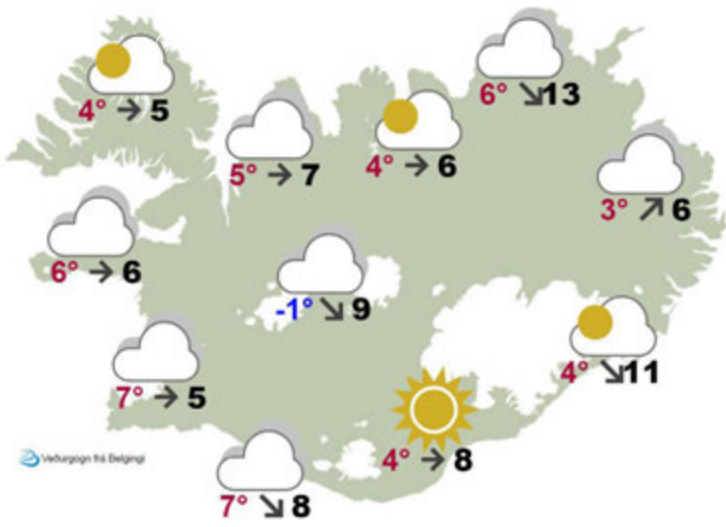 6° ↘13
4° → 5
5° → 7
4° → 6
3° ↗ 6
6° → 6
-1° ↘ 9
4° ↘11
7° → 5
4° → 8
Veðurgögn frá Belgingi
7° ↘ 8